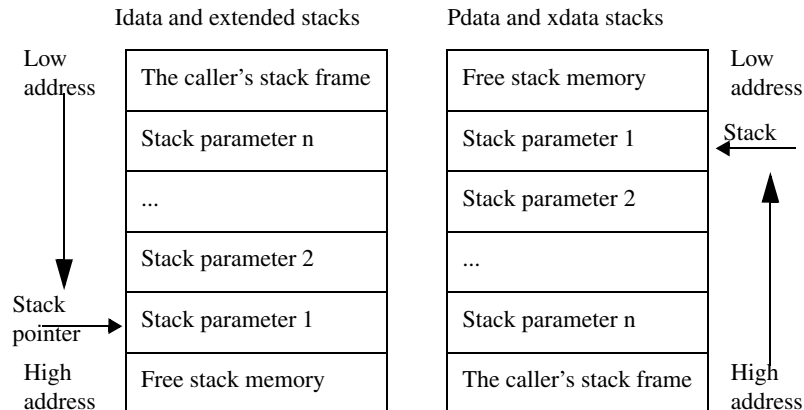 Idata and extended stacks
Low
address
The caller's stack frame
Stack parameter n
...
Stack parameter 2
Stack
pointer
Stack parameter 1
High
address
Free stack memory
Pdata and xdata stacks
Free stack memory
Low
address
Stack parameter 1
Stack
Stack parameter 2
...
Stack parameter n
The caller's stack frame
High
address